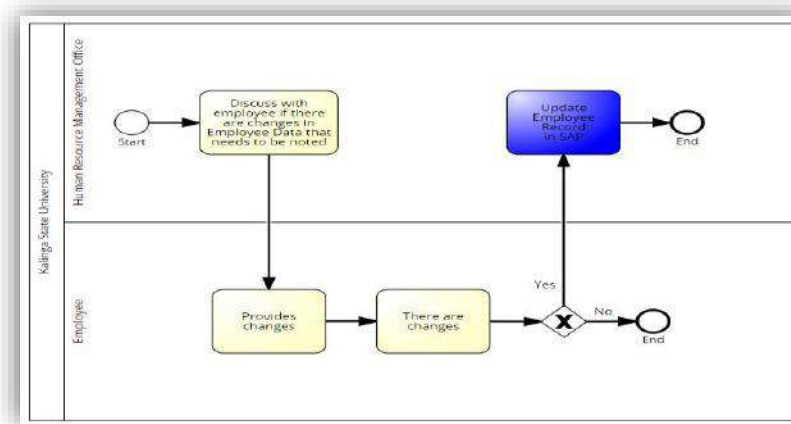 Kalinga State University
Human Resource Management Office
Start
Discuss with
employee if there
are changes in
Employee Data that
needs to be noted
Update
Employee
Record
in SAP
End
Employee
Provides
changes
There are
changes
Yes
No
End